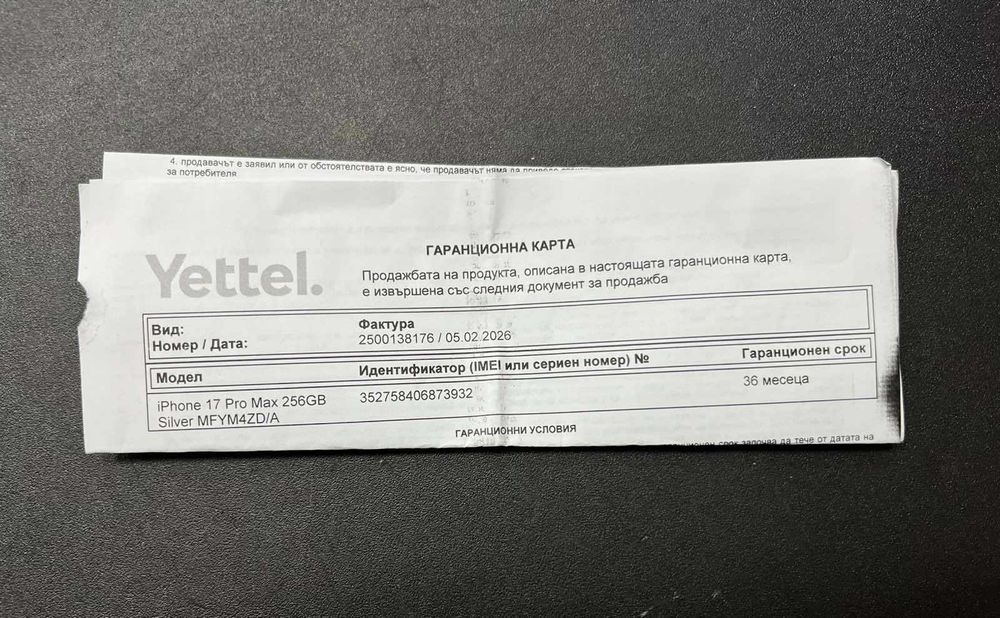 4. продавачът е заявил или от обстоятелствата е ясно, че продавачът няма да приведе
за потребителя
ГАРАНЦИОННА КАРТА
Yettel.
Продажбата на продукта, описана в настоящата гаранционна карта,
е извършена със следния документ за продажба
Вид: Фактура
Номер / Дата: 2500138176 / 05.02.2026
Модел Идентификатор (IMEI или сериен номер) № Гаранционен срок
iPhone 17 Pro Max 256GB 352758406873932 36 месеца
Silver MFYM4ZD/A
ГАРАНЦИОННИ УСЛОВИЯ
срок започва да тече от датата на